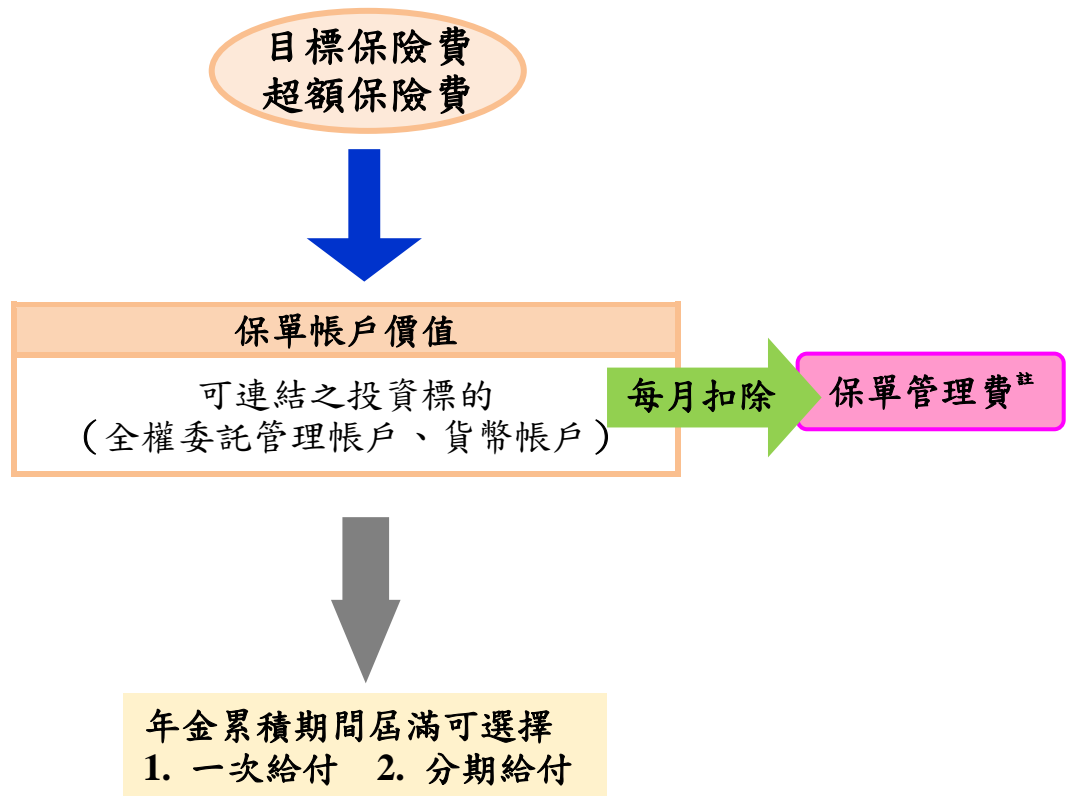 目標保險費
超額保險費
保單帳戶價值
可連結之投資標的
（全權委託管理帳戶、貨幣帳戶）
每月扣除
保單管理費註
年金累積期間屆滿可選擇
1. 一次給付 2. 分期給付